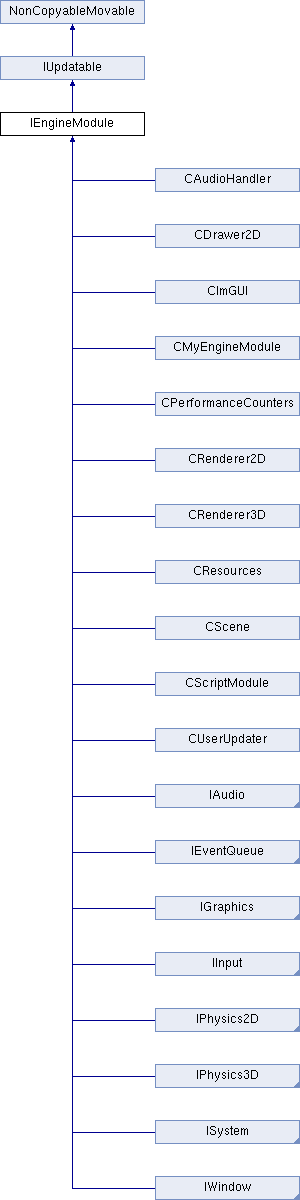 NonCopyableMovable
IUpdatable
IEngineModule
CAudioHandler
CDrawer2D
CImGUI
CMyEngineModule
CPerformanceCounters
CRenderer2D
CRenderer3D
CResources
CScene
CScriptModule
CUserUpdater
IAudio
IEventQueue
IGraphics
IInput
IPhysics2D
IPhysics3D
ISystem
IWindow